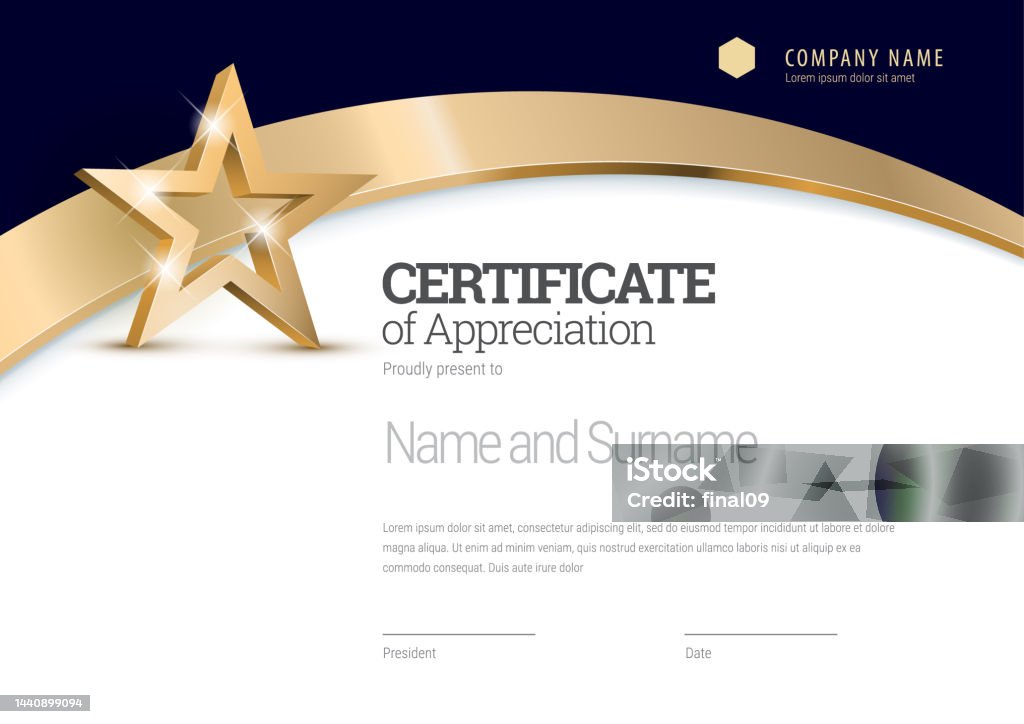 COMPANY NAME
Lorem ipsum dolor sit amet
CERTIFICATE
of Appreciation
Proudly present to
Name and Surname
iStock™
Credit: final09
Lorem ipsum dolor sit amet, consectetur adipiscing elit, sed do eiusmod tempor incididunt ut labore et dolore
magna aliqua. Ut enim ad minim veniam, quis nostrud exercitation ullamco laboris nisi ut aliquip ex ea
commodo consequat. Duis aute irure dolor
President
Date
1440899094